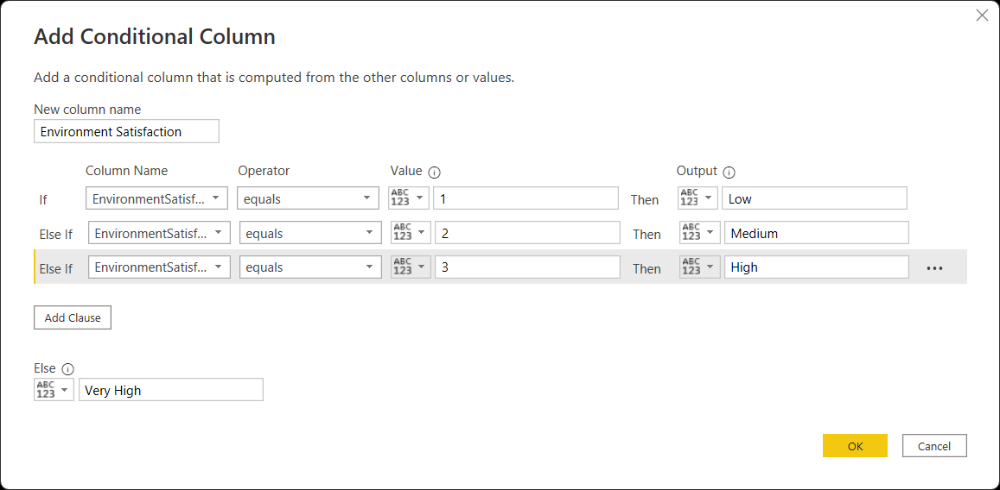 Add Conditional Column
Add a conditional column that is computed from the other columns or values.
New column name
Environment Satisfaction
Column Name Operator Value Output
If EnvironmentSatisf... equals ABC 123 1 Then ABC 123 Low
Else If EnvironmentSatisf... equals ABC 123 2 Then ABC 123 Medium
Else If EnvironmentSatisf... equals ABC 123 3 Then ABC 123 High ...
Add Clause
Else
ABC 123 Very High
OK Cancel